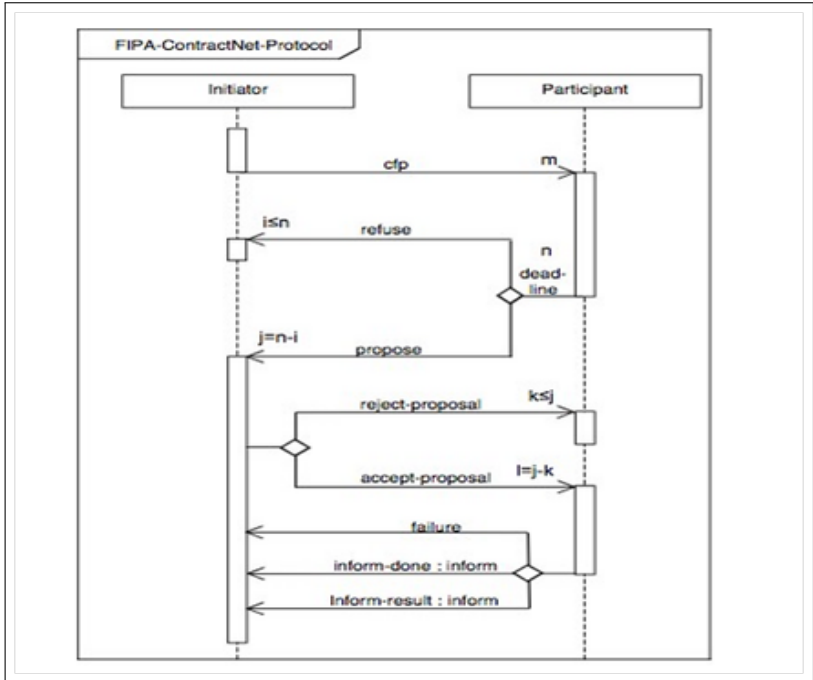 FIPA-ContractNet-Protocol
Initiator
Participant
cfp
m
i≤n
refuse
n
dead-
line
j=n-i
propose
reject-proposal
k≤j
accept-proposal
l=j-k
failure
inform-done : inform
Inform-result : inform